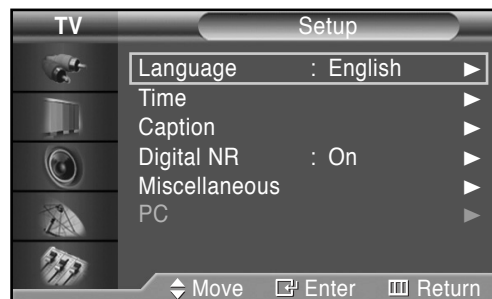 TV Setup
Language : English
Time
Caption
Digital NR : On
Miscellaneous
PC
Move Enter Return